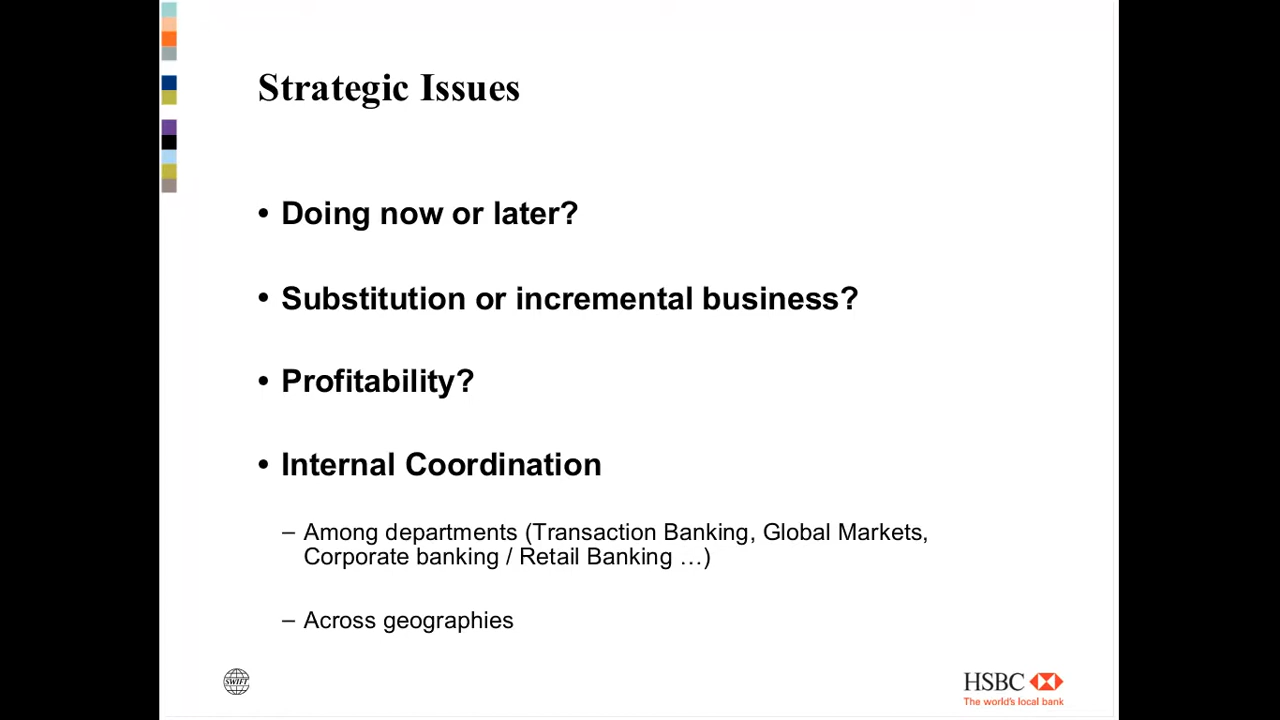 Strategic Issues
• Doing now or later?
• Substitution or incremental business?
• Profitability?
• Internal Coordination
– Among departments (Transaction Banking, Global Markets,
Corporate banking / Retail Banking …)
– Across geographies
SWIFT
HSBC
The world's local bank